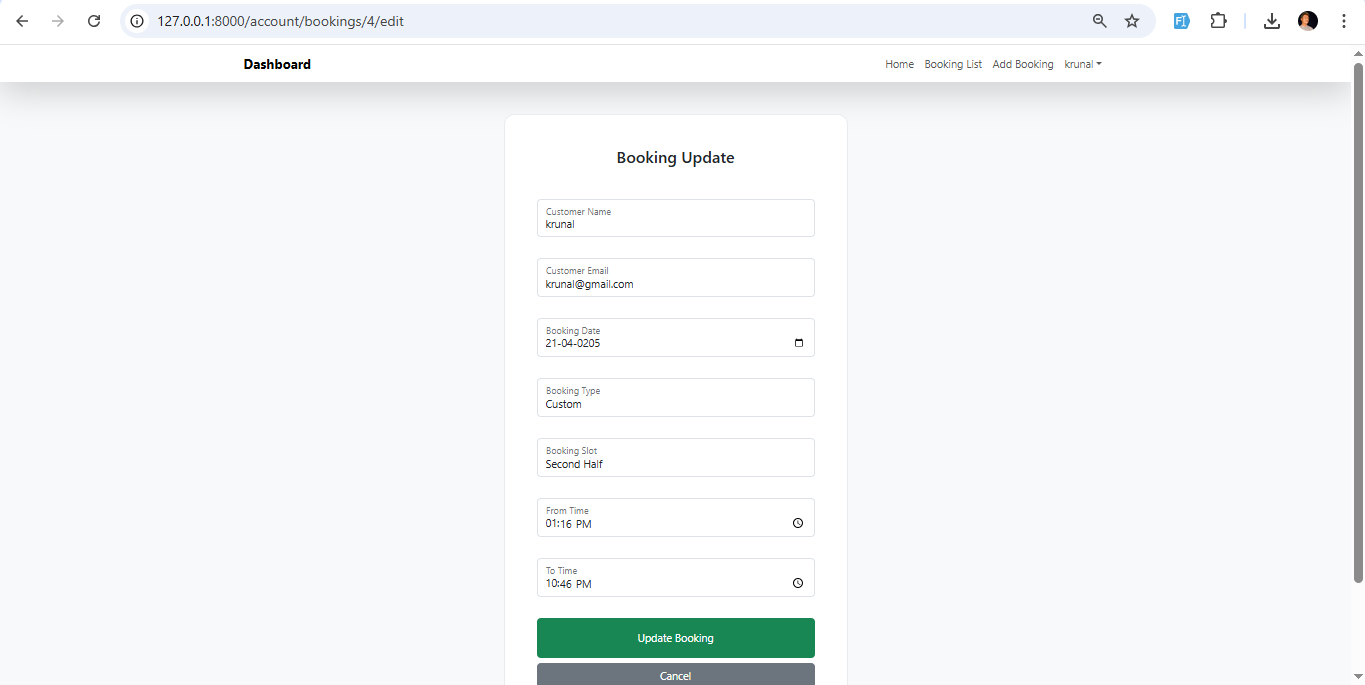 127.0.0.1:8000/account/bookings/4/edit
Dashboard
Home Booking List Add Booking krunal
Booking Update
Customer Name
krunal
Customer Email
krunal@gmail.com
Booking Date
21-04-0205
Booking Type
Custom
Booking Slot
Second Half
From Time
01:16 PM
To Time
10:46 PM
Update Booking
Cancel